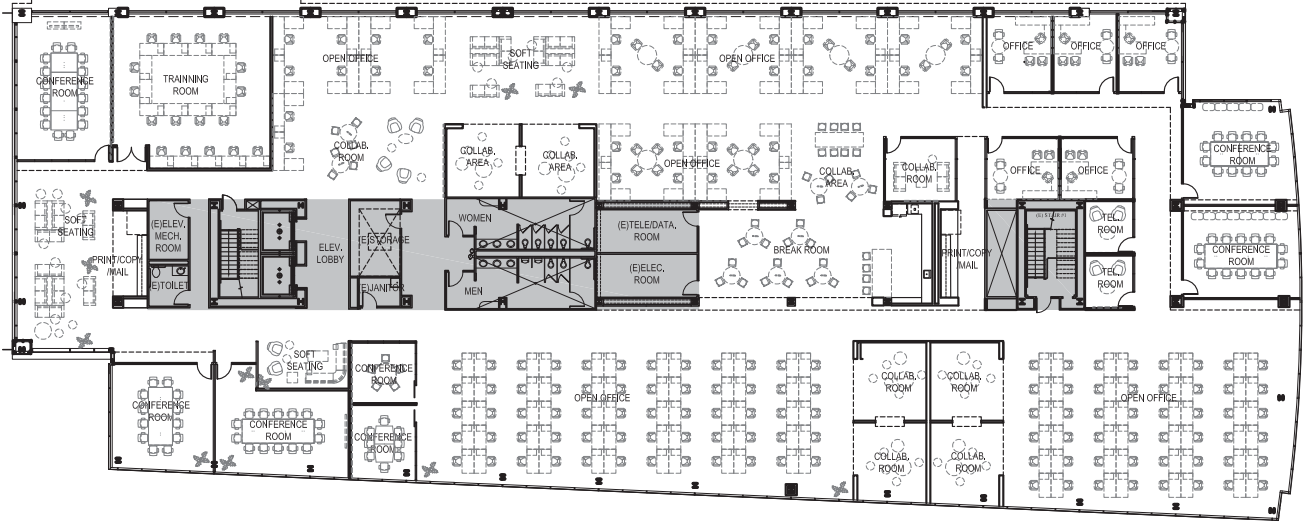 CONFERENCE
ROOM
TRAINNING
ROOM
OPEN OFFICE
SOFT
SEATING
OPEN OFFICE
OFFICE
OFFICE
OFFICE
COLLAB.
ROOM
COLLAB.
AREA
COLLAB.
AREA
OPEN OFFICE
COLLAB.
AREA
COLLAB.
ROOM
OFFICE
OFFICE
CONFERENCE
ROOM
SOFT
SEATING
PRINT/COPY
/MAIL
(E)ELEV.
MECH.
ROOM
(E)TOILET
ELEV.
LOBBY
(E)STORAGE
(E)JANITOR
WOMEN
MEN
(E)TELE/DATA.
ROOM
(E)ELEC.
ROOM
BREAK ROOM
PRINT/COPY
/MAIL
(E) STAIR #1
TEL.
ROOM
TEL.
ROOM
CONFERENCE
ROOM
SOFT
SEATING
CONFERENCE
ROOM
CONFERENCE
ROOM
CONFERENCE
ROOM
CONFERENCE
ROOM
OPEN OFFICE
COLLAB.
ROOM
COLLAB.
ROOM
COLLAB.
ROOM
COLLAB.
ROOM
OPEN OFFICE